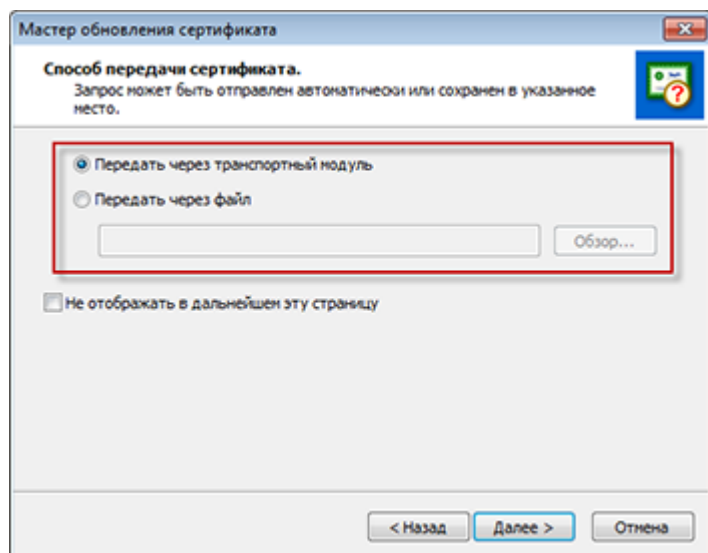 Мастер обновления сертификата
Способ передачи сертификата.
Запрос может быть отправлен автоматически или сохранен в указанное
место.
Передать через транспортный модуль
Передать через файл
Обзор...
Не отображать в дальнейшем эту страницу
< Назад
Далее >
Отмена